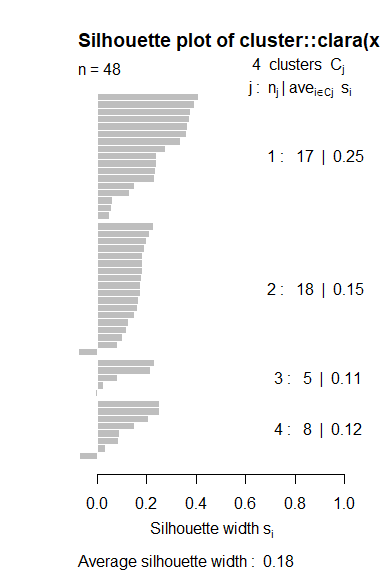 Silhouette plot of cluster::clara(x
n = 48
4 clusters Cj
j : nj | avei∈Cj si
1 : 17 | 0.25
2 : 18 | 0.15
3 : 5 | 0.11
4 : 8 | 0.12
0.0 0.2 0.4 0.6 0.8 1.0
Silhouette width si
Average silhouette width : 0.18